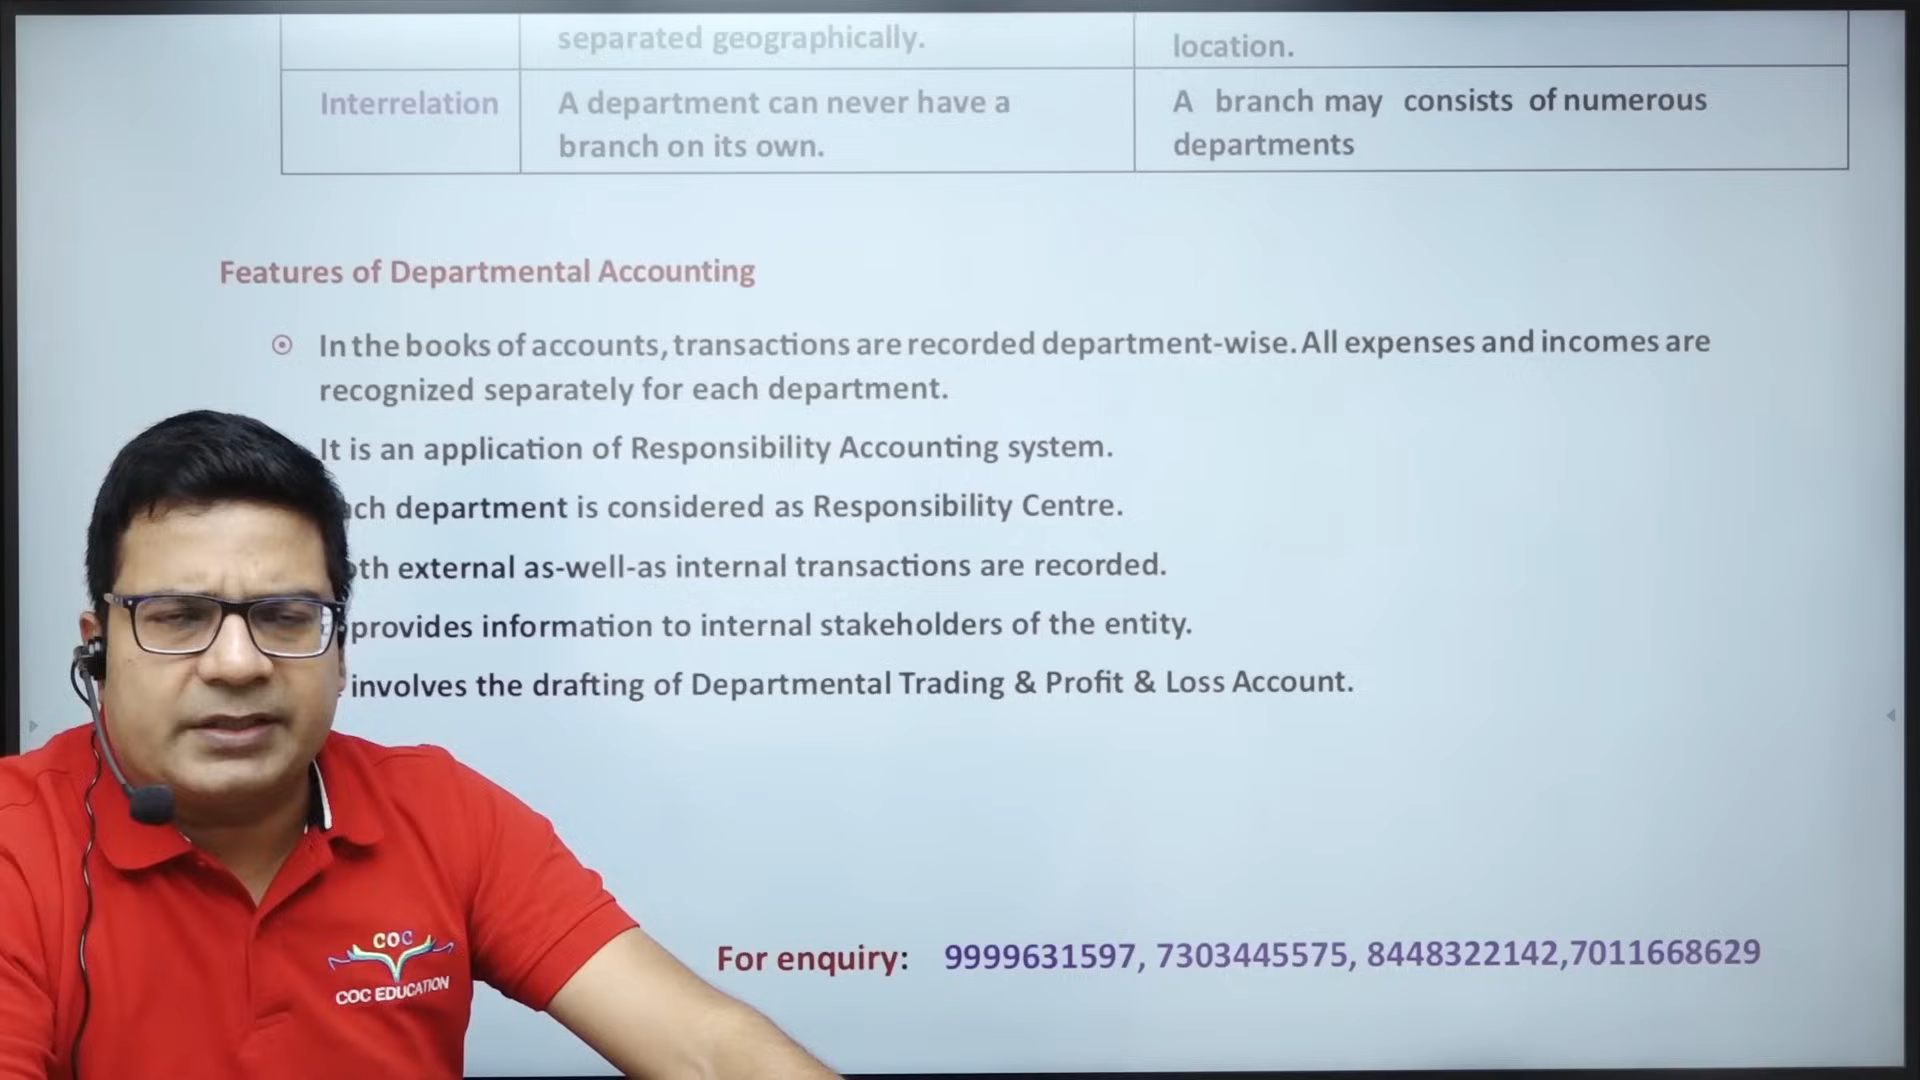 separated geographically.
location.
Interrelation
A department can never have a
branch on its own.
A branch may consists of numerous
departments
Features of Departmental Accounting
In the books of accounts, transactions are recorded department-wise. All expenses and incomes are
recognized separately for each department.
It is an application of Responsibility Accounting system.
department is considered as Responsibility Centre.
external as-well-as internal transactions are recorded.
provides information to internal stakeholders of the entity.
involves the drafting of Departmental Trading & Profit & Loss Account.
For enquiry: 9999631597, 7303445575, 8448322142,7011668629
COC
COC EDUCATION